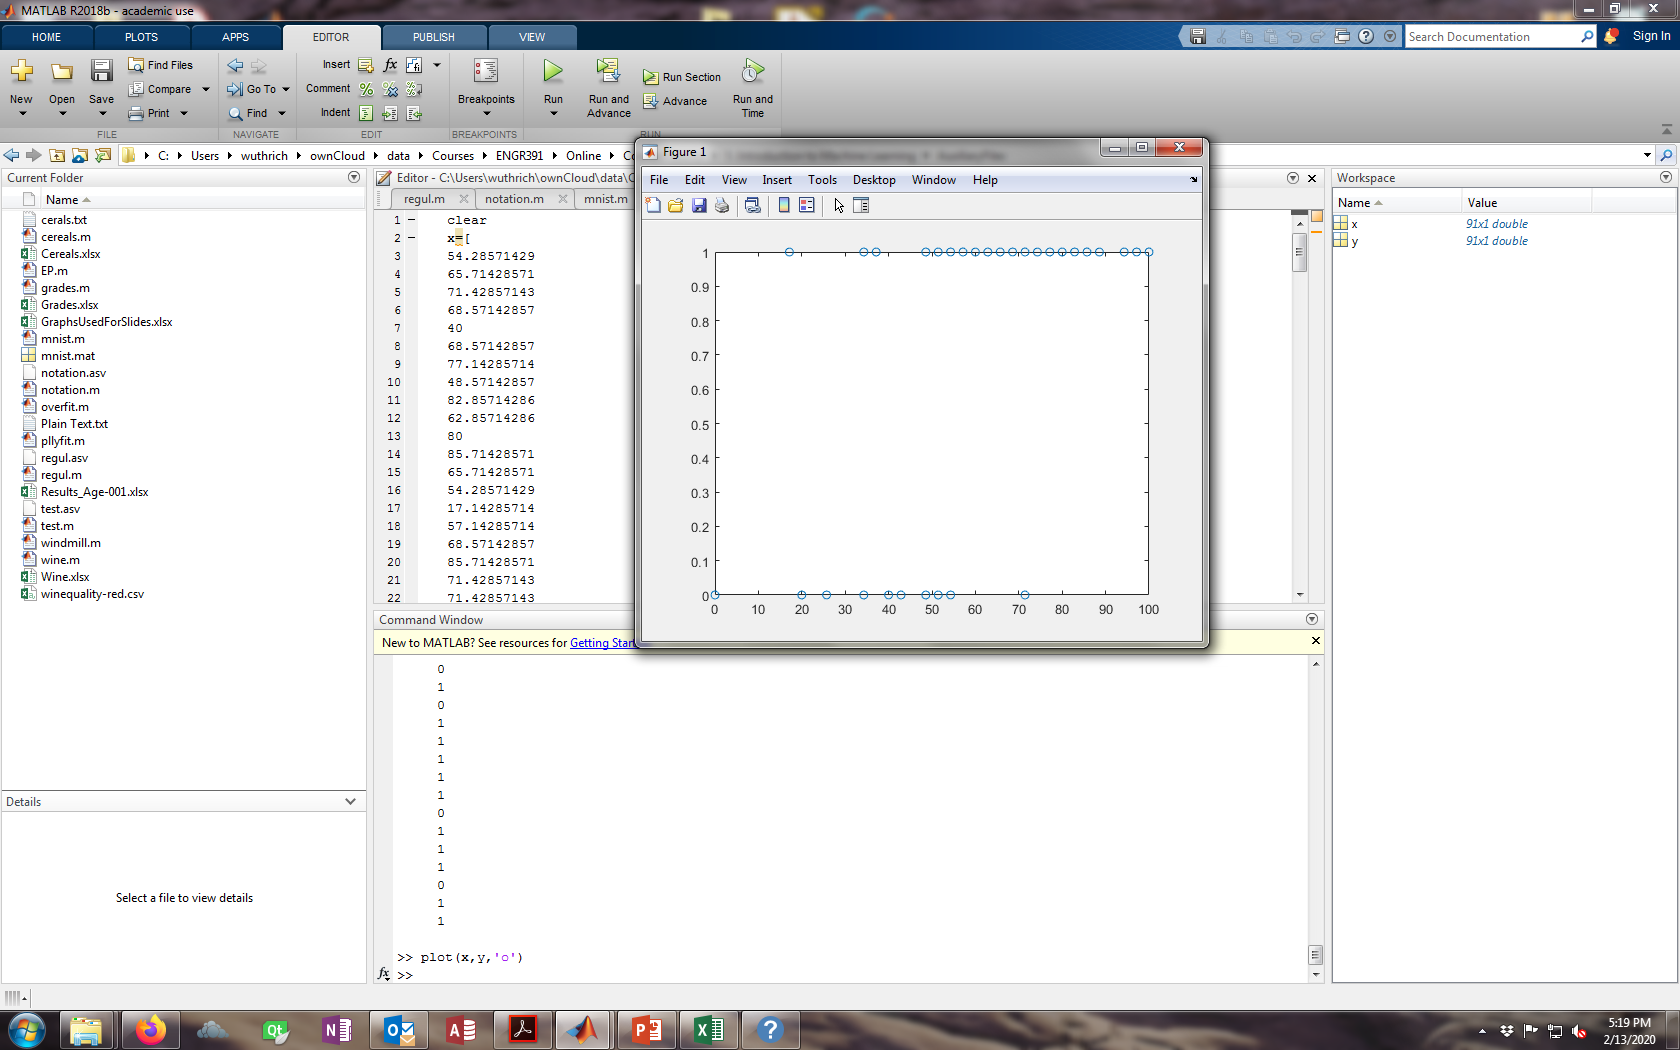 MATLAB R2018b - academic use
HOME PLOTS APPS EDITOR PUBLISH VIEW
Search Documentation
Sign In
New
Open
Save
Find Files
Compare
Print
Go To
Find
Insert
Comment
Indent
Breakpoints
Run
Run and Advance
Run Section
Advance
Run and Time
FILE NAVIGATE EDIT BREAKPOINTS RUN
C: Users wuthrich ownCloud data Courses ENGR391 Online
Current Folder
Name
cerals.txt
cereals.m
Cereals.xlsx
EP.m
grades.m
Grades.xlsx
GraphsUsedForSlides.xlsx
mnist.m
mnist.mat
notation.asv
notation.m
overfit.m
Plain Text.txt
pllyfit.m
regul.asv
regul.m
Results_Age-001.xlsx
test.asv
test.m
windmill.m
wine.m
Wine.xlsx
winequality-red.csv
Details
Select a file to view details
Editor - C:\Users\wuthrich\ownCloud\data\C
regul.m notation.m mnist.m
1 clear
2 x=[
3 54.28571429
4 65.71428571
5 71.42857143
6 68.57142857
7 40
8 68.57142857
9 77.14285714
10 48.57142857
11 82.85714286
12 62.85714286
13 80
14 85.71428571
15 65.71428571
16 54.28571429
17 17.14285714
18 57.14285714
19 68.57142857
20 85.71428571
21 71.42857143
22 71.42857143
Figure 1
File Edit View Insert Tools Desktop Window Help
1
0.9
0.8
0.7
0.6
0.5
0.4
0.3
0.2
0.1
0
0 10 20 30 40 50 60 70 80 90 100
Command Window
New to MATLAB? See resources for Getting Star
0
1
0
1
1
1
1
1
0
1
1
1
0
1
1
>> plot(x,y,'o')
fx >>
Workspace
Name Value
x 91x1 double
y 91x1 double
5:19 PM
2/13/2020